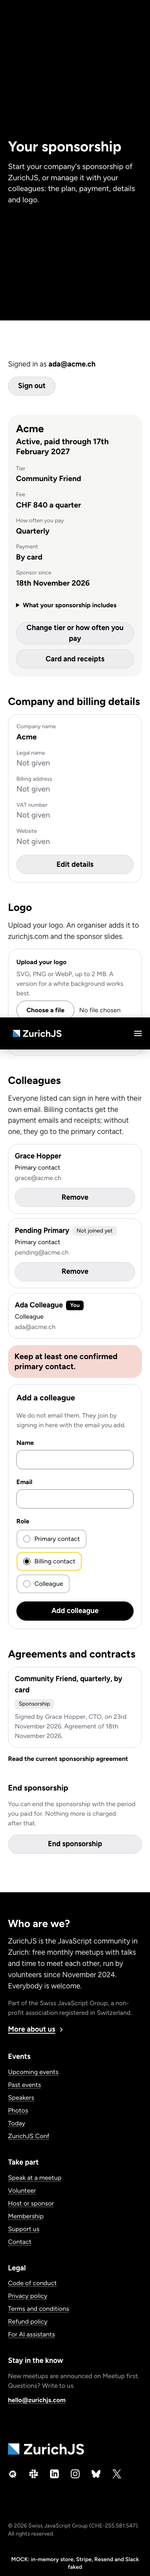 Your sponsorship
Start your company's sponsorship of
ZurichJS, or manage it with your
colleagues: the plan, payment, details
and logo.
Signed in as ada@acme.ch
Sign out
Acme
Active, paid through 17th
February 2027
Tier
Community Friend
Fee
CHF 840 a quarter
How often you pay
Quarterly
Payment
By card
Sponsor since
18th November 2026
What your sponsorship includes
Change tier or how often you
pay
Card and receipts
Company and billing details
Company name
Acme
Legal name
Not given
Billing address
Not given
VAT number
Not given
Website
Not given
Edit details
Logo
Upload your logo. An organiser adds it to
zurichjs.com and the sponsor slides.
Upload your logo
SVG, PNG or WebP, up to 2 MB. A
version for a white background works
best.
Choose a file No file chosen
ZurichJS
Colleagues
Everyone listed can sign in here with their
own email. Billing contacts also get the
payment emails and receipts; without
one, they go to the primary contact.
Grace Hopper
Primary contact
grace@acme.ch
Remove
Pending Primary Not joined yet
Primary contact
pending@acme.ch
Remove
Ada Colleague You
Colleague
ada@acme.ch
Keep at least one confirmed
primary contact.
Add a colleague
We do not email them. They join by
signing in here with the email you add.
Name
Email
Role
Primary contact
Billing contact
Colleague
Add colleague
Agreements and contracts
Community Friend, quarterly, by
card
Sponsorship
Signed by Grace Hopper, CTO, on 23rd
November 2026. Agreement of 18th
November 2026.
Read the current sponsorship agreement
End sponsorship
You can end the sponsorship with the period
you paid for. Nothing more is charged
after that.
End sponsorship
Who are we?
ZurichJS is the JavaScript community in
Zurich: free monthly meetups with talks
and time to meet each other, run by
volunteers since November 2024.
Everybody is welcome.
Part of the Swiss JavaScript Group, a non-
profit association registered in Switzerland.
More about us
Events
Upcoming events
Past events
Speakers
Photos
Today
ZurichJS Conf
Take part
Speak at a meetup
Volunteer
Host or sponsor
Membership
Support us
Contact
Legal
Code of conduct
Privacy policy
Terms and conditions
Refund policy
For AI assistants
Stay in the know
New meetups are announced on Meetup first.
Questions? Write to us.
hello@zurichjs.com
ZurichJS
© 2026 Swiss JavaScript Group (CHE-255.581.547).
All rights reserved.
MOCK: in-memory store, Stripe, Resend and Slack
faked